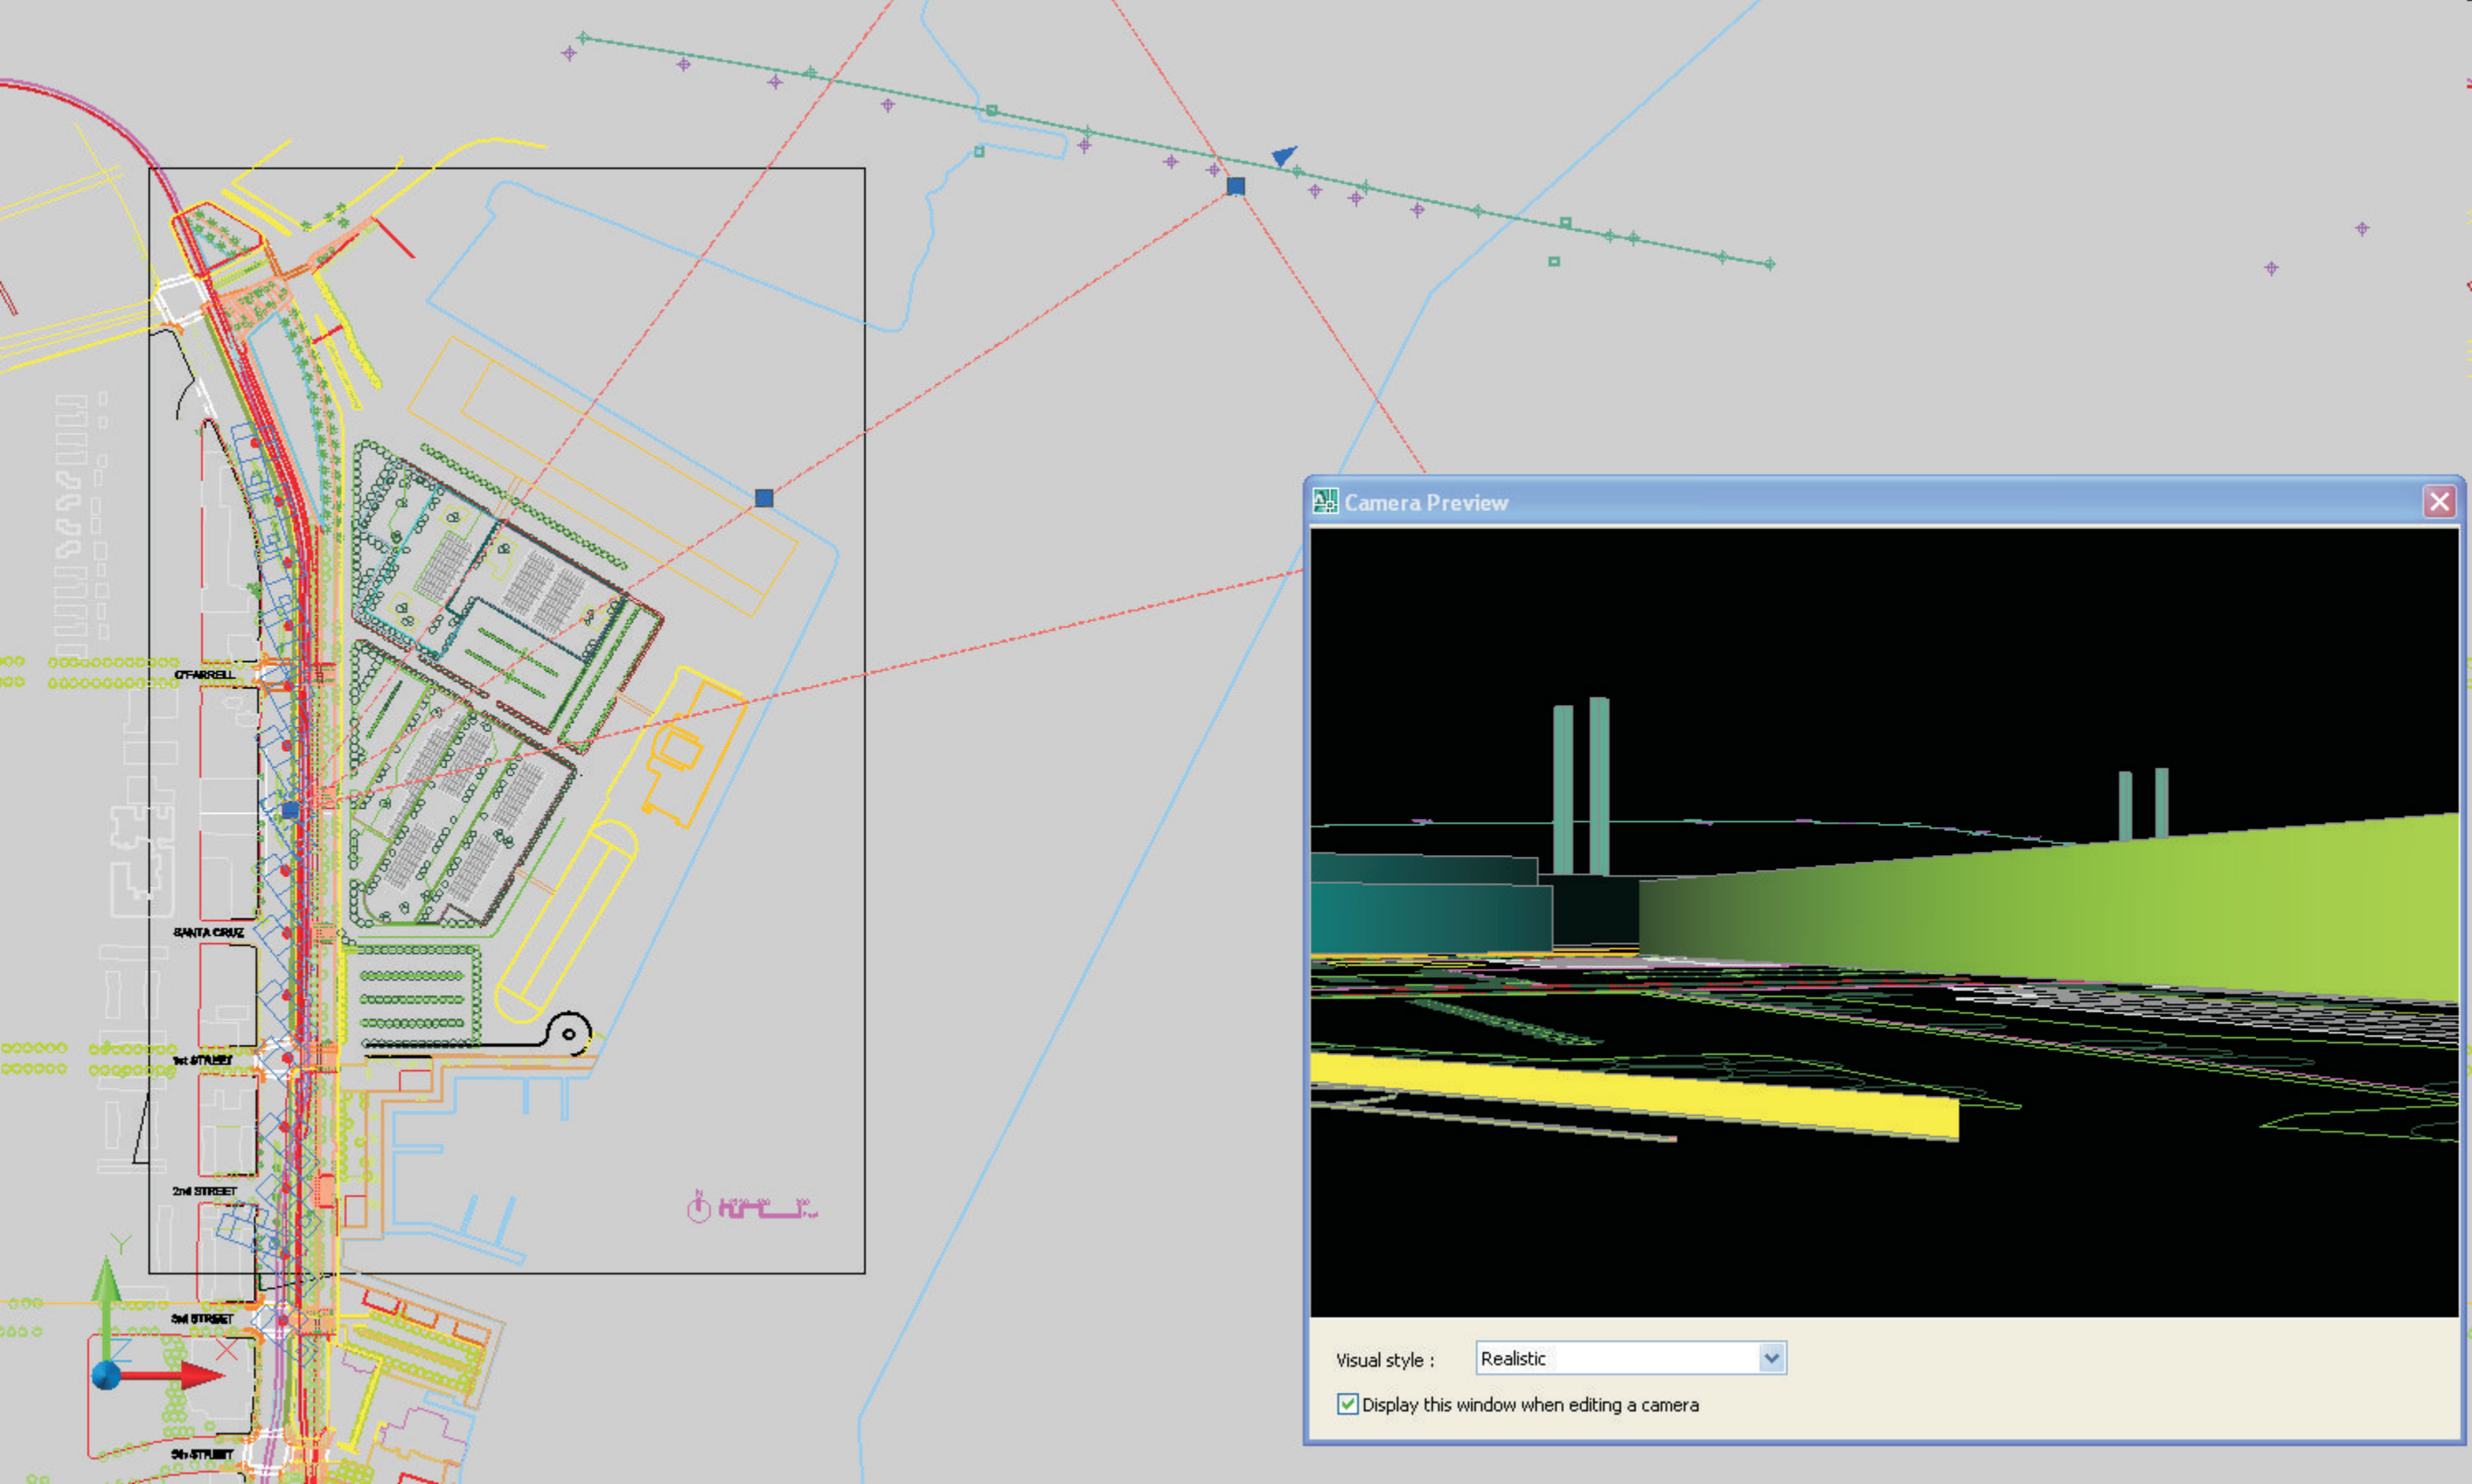 O'FARRELL
SANTA CRUZ
1st STREET
2nd STREET
3rd STREET
5th STREET
N
Y
Z
X
Camera Preview
Visual style :
Realistic
Display this window when editing a camera